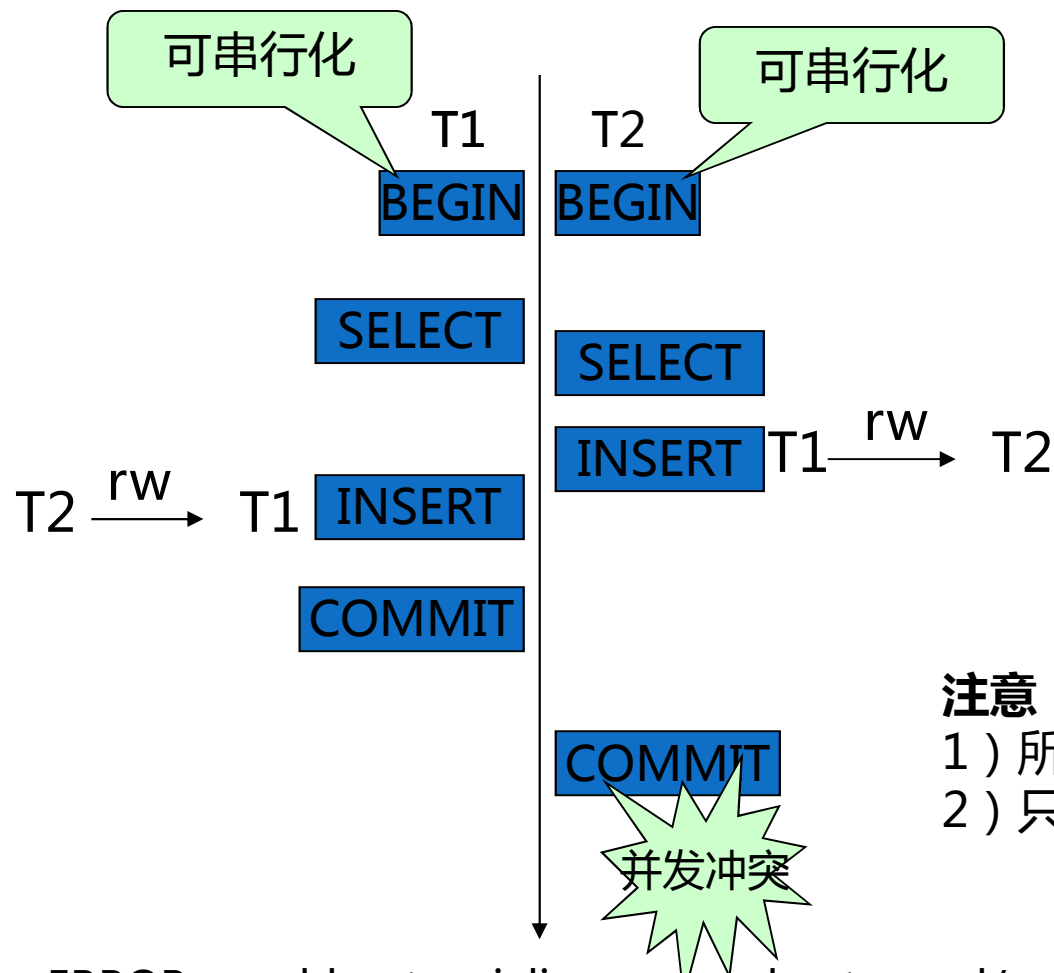 可串行化
可串行化
T1
T2
BEGIN
BEGIN
SELECT
SELECT
INSERT
T1
rw
T2
T2
rw
T1
INSERT
COMMIT
注意
1）所
2）只
COMMIT
并发冲突